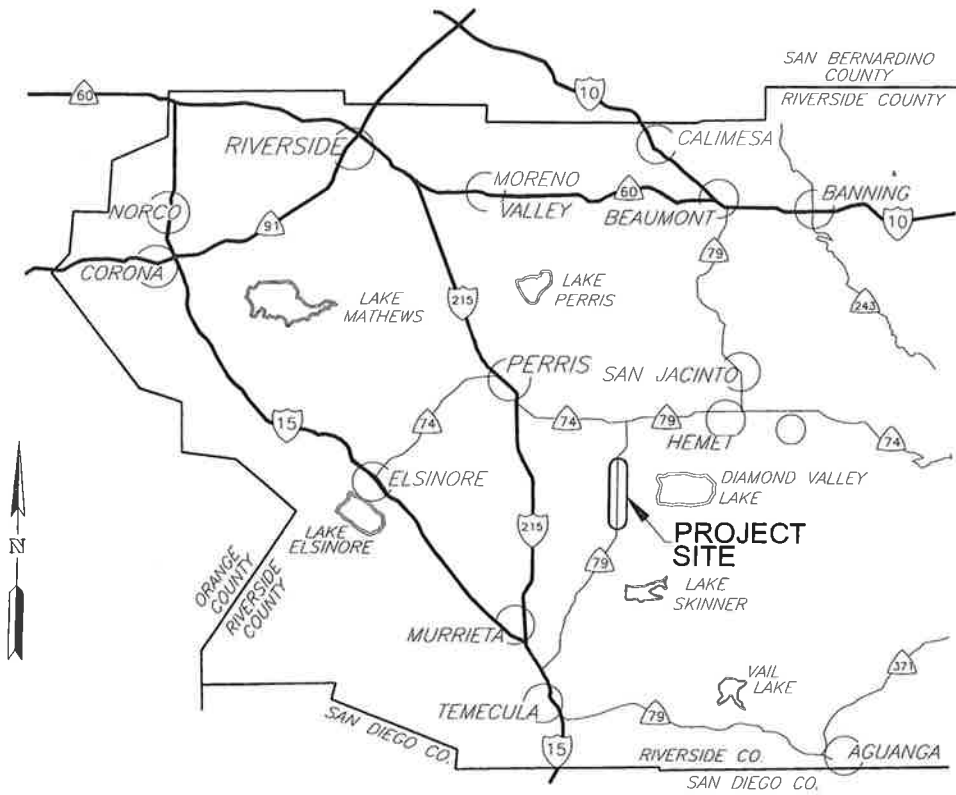 SAN BERNARDINO
COUNTY
RIVERSIDE COUNTY
60
10
RIVERSIDE
CALIMESA
MORENO
VALLEY
60
BEAUMONT
BANNING
10
NORCO
91
CORONA
79
243
LAKE
MATHEWS
215
LAKE
PERRIS
PERRIS
SAN JACINTO
15
74
74
79
HEMET
74
ELSINORE
DIAMOND VALLEY
LAKE
LAKE
ELSINORE
215
PROJECT
SITE
N
79
LAKE
SKINNER
ORANGE COUNTY
RIVERSIDE COUNTY
MURRIETA
371
VAIL
LAKE
TEMECULA
79
SAN DIEGO CO.
15
RIVERSIDE CO.
AGUANGA
SAN DIEGO CO.